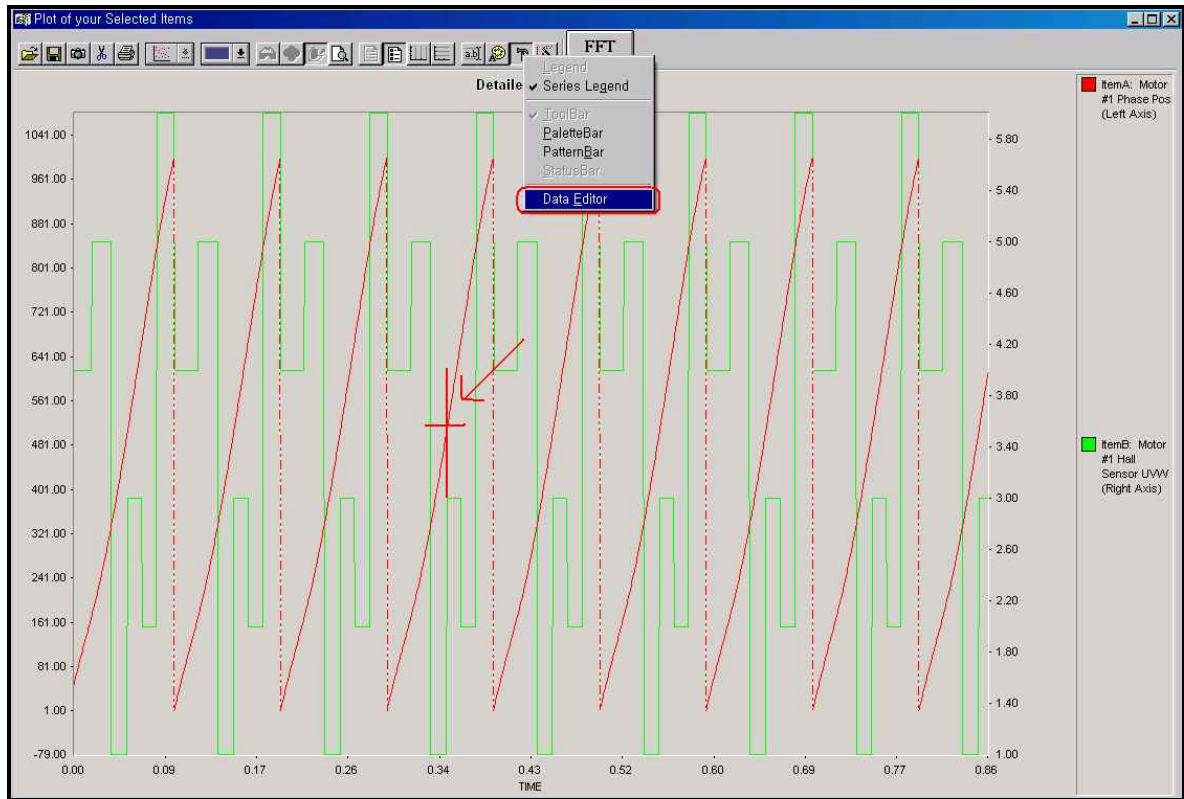 Plot of your Selected Items
a.b
FFT
Legend
Series Legend
ToolBar
PaletteBar
PatternBar
StatusBar
Data Editor
Detaile
ItemA: Motor
#1 Phase Pos
(Left Axis)
ItemB: Motor
#1 Hall
Sensor UVW
(Right Axis)
1041.00
961.00
881.00
801.00
721.00
641.00
561.00
481.00
401.00
321.00
241.00
161.00
81.00
1.00
-79.00
5.80
5.40
5.00
4.60
4.20
3.80
3.40
3.00
2.60
2.20
1.80
1.40
1.00
0.00 0.09 0.17 0.26 0.34 0.43 0.52 0.60 0.69 0.77 0.86
TIME